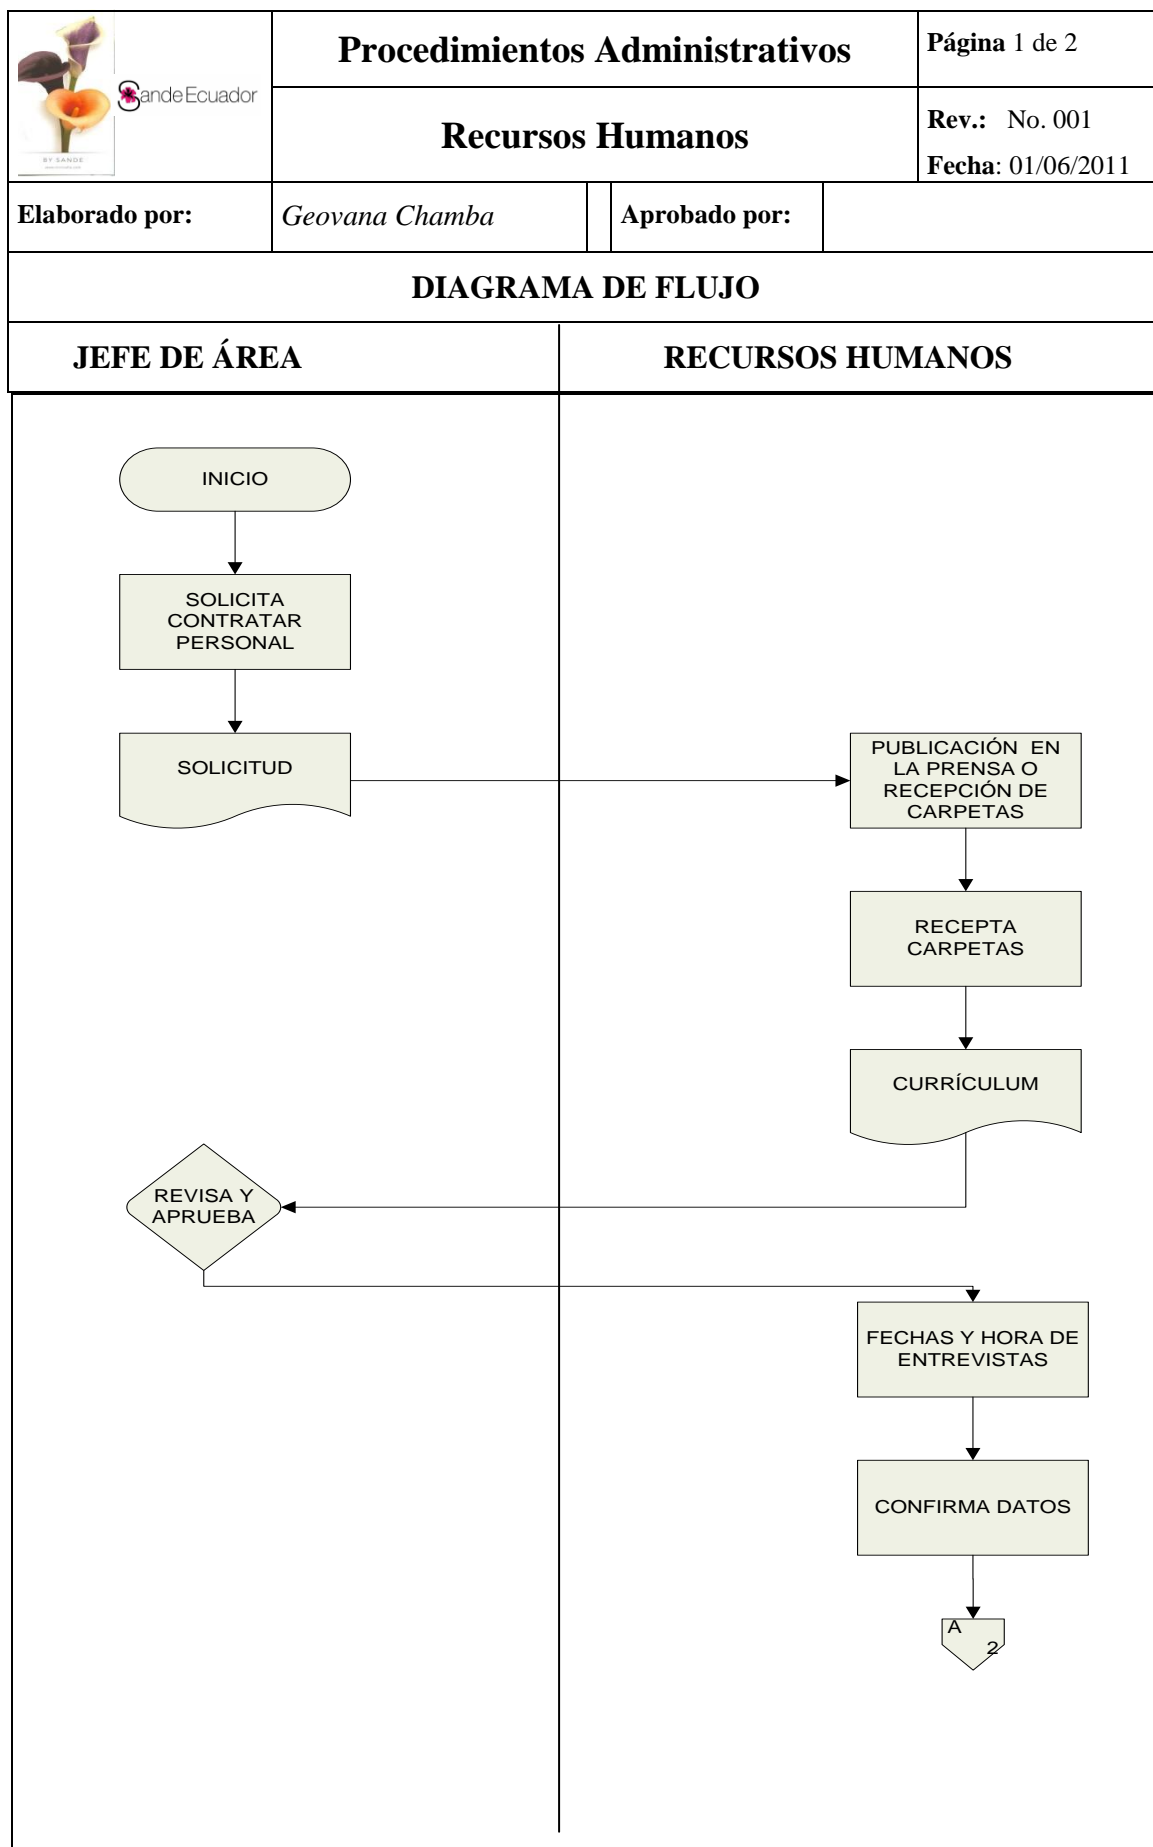 Sande Ecuador
BY SANDE
Procedimientos Administrativos
Página 1 de 2
Recursos Humanos
Rev.: No. 001
Fecha: 01/06/2011
Elaborado por:
Geovana Chamba
Aprobado por:
DIAGRAMA DE FLUJO
JEFE DE ÁREA
RECURSOS HUMANOS
INICIO
SOLICITA
CONTRATAR
PERSONAL
SOLICITUD
PUBLICACIÓN EN
LA PRENSA O
RECEPCIÓN DE
CARPETAS
RECEPTA
CARPETAS
CURRÍCULUM
REVISA Y
APRUEBA
FECHAS Y HORA DE
ENTREVISTAS
CONFIRMA DATOS
A
2